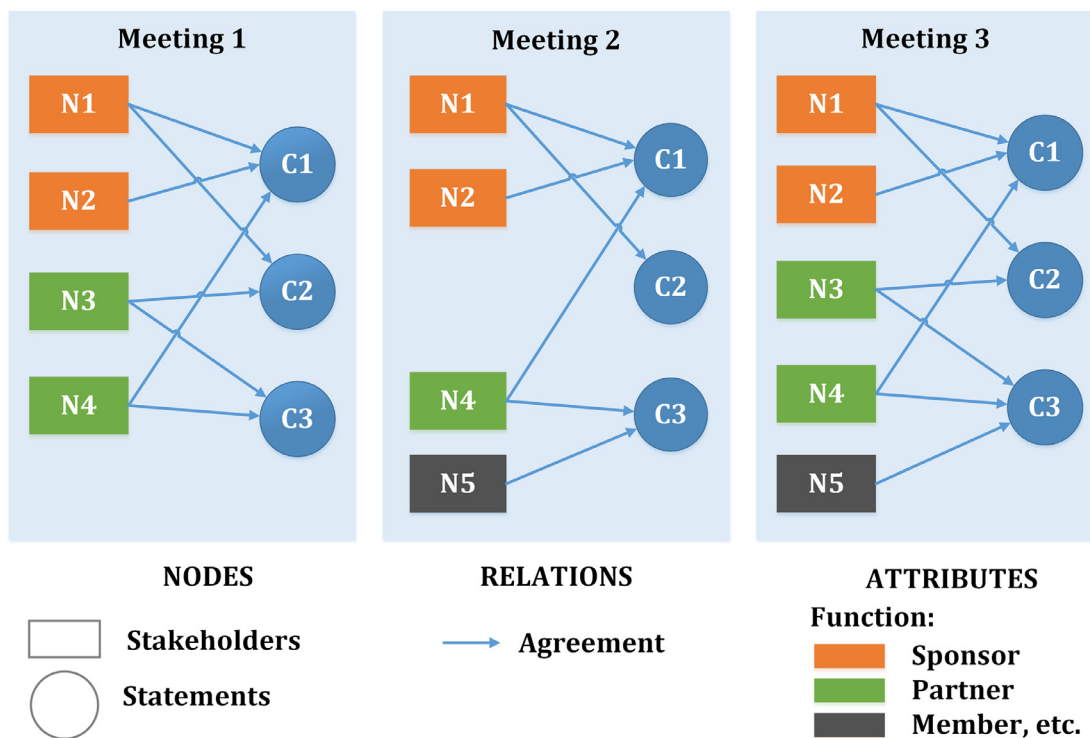 Meeting 1
N1
N2
N3
N4
C1
C2
C3
Meeting 2
N1
N2
N4
N5
C1
C2
C3
Meeting 3
N1
N2
N3
N4
N5
C1
C2
C3
NODES
Stakeholders
Statements
RELATIONS
Agreement
ATTRIBUTES
Function:
Sponsor
Partner
Member, etc.